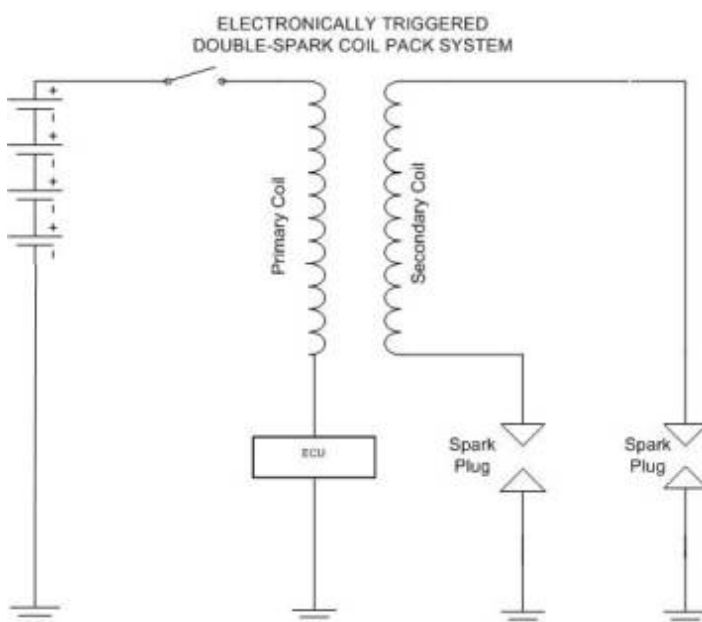 ELECTRONICALLY TRIGGERED
DOUBLE-SPARK COIL PACK SYSTEM
+
-
+
-
+
-
+
-
Primary Coil
Secondary Coil
ECU
Spark
Plug
Spark
Plug